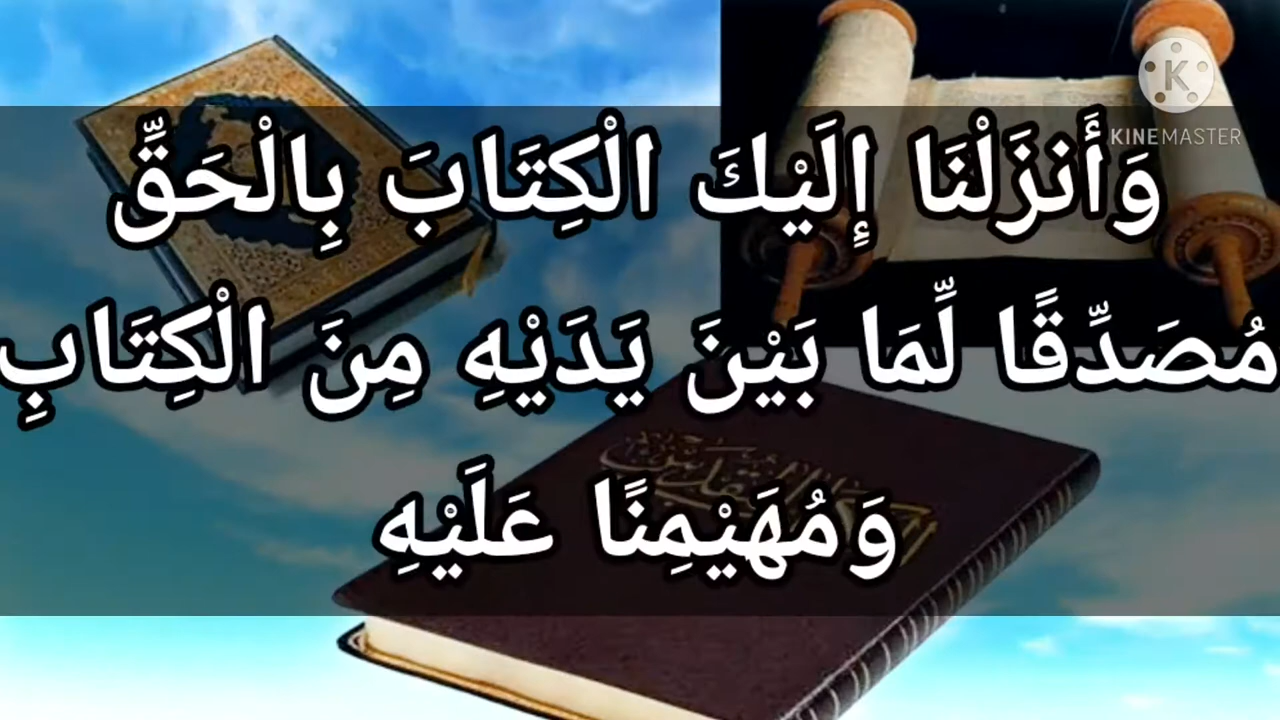 KINEMASTER
وَأَنزَلْنَا إِلَيْكَ الْكِتَابَ بِالْحَقِّ
مُصَدِّقًا لِّمَا بَيْنَ يَدَيْهِ مِنَ الْكِتَابِ
وَمُهَيْمِنًا عَلَيْهِ